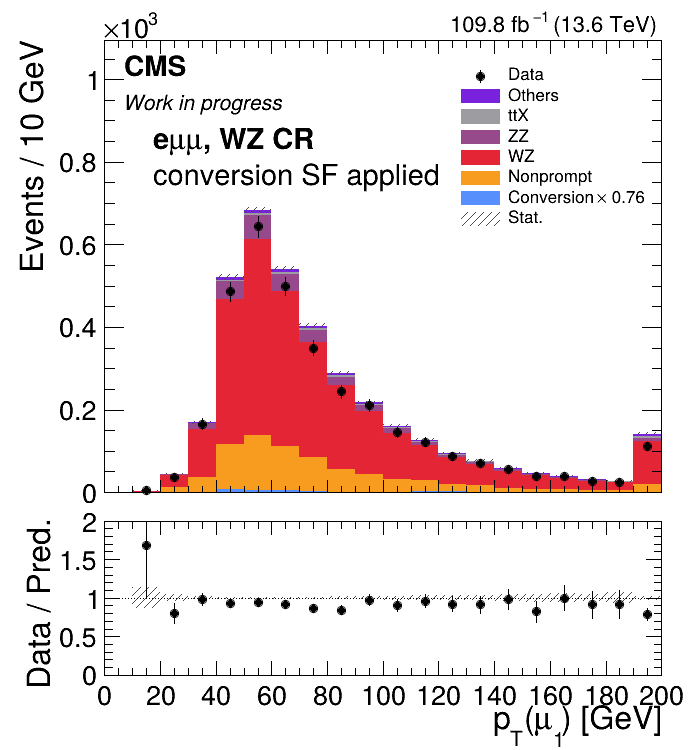 ×10³ 109.8 fb⁻¹ (13.6 TeV)
Events / 10 GeV
1
0.8
0.6
0.4
0.2
0
CMS
Work in progress
eμμ, WZ CR
conversion SF applied
Data
Others
ttX
ZZ
WZ
Nonprompt
Conversion × 0.76
Stat.
Data / Pred.
2
1.5
1
0.5
0
0 20 40 60 80 100 120 140 160 180 200
p_T(μ_1) [GeV]